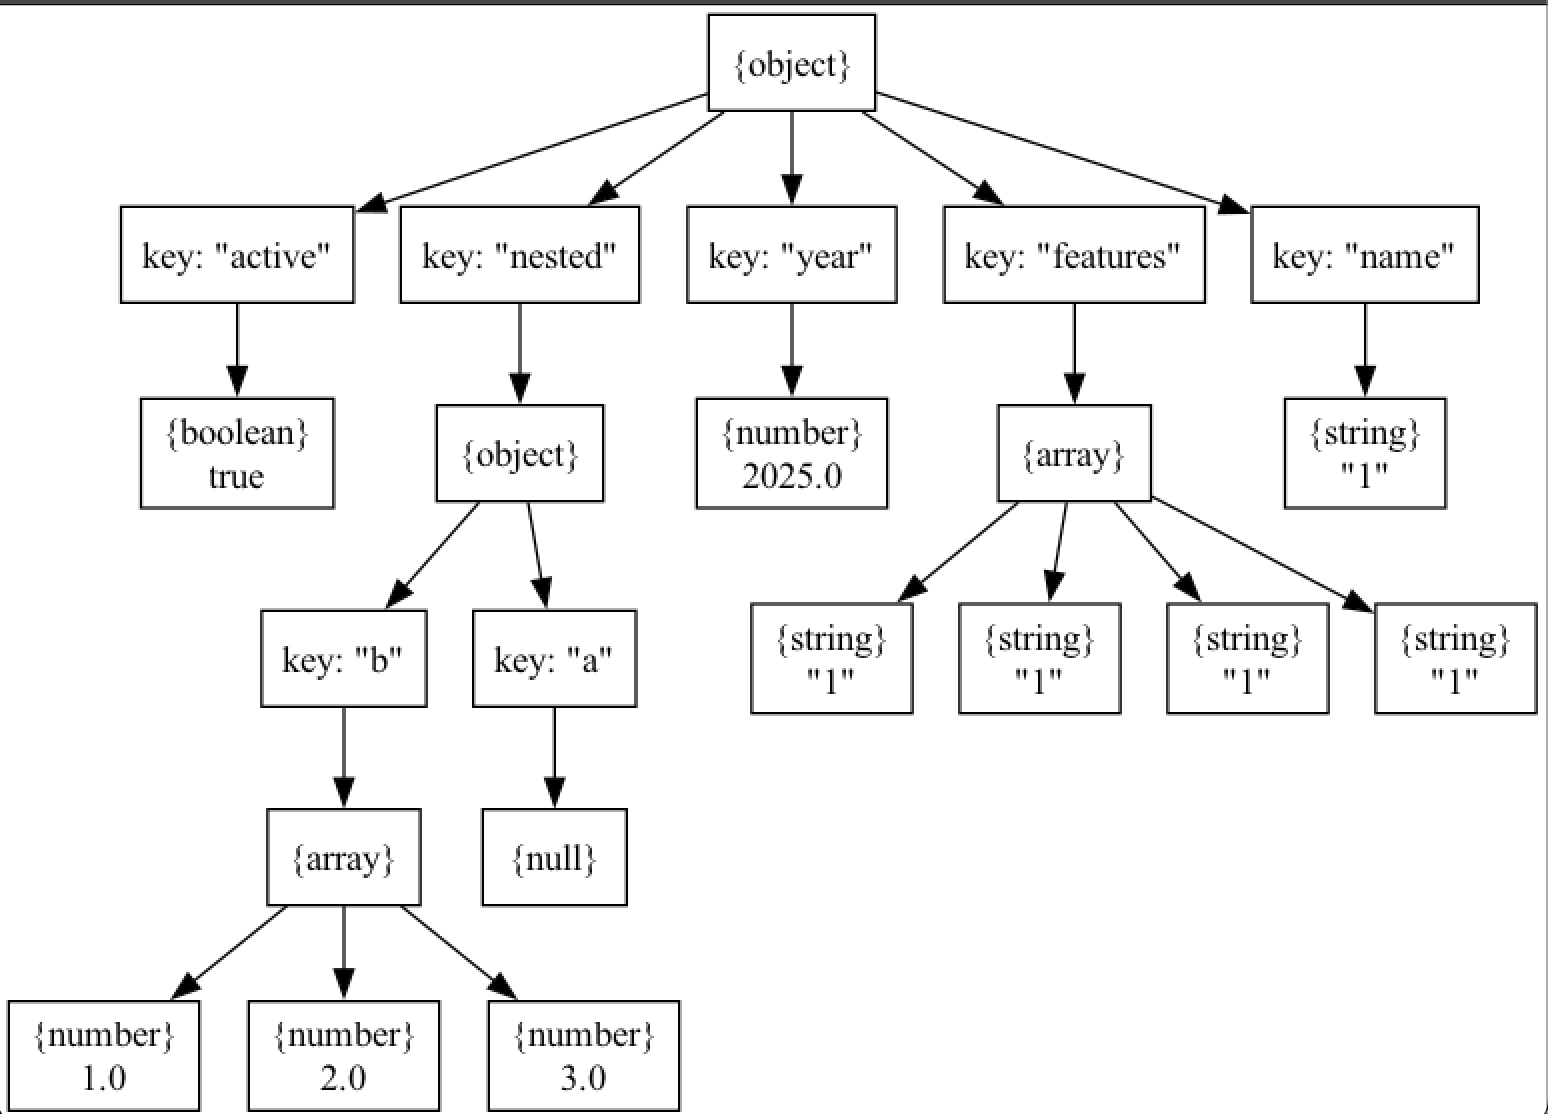 {object}
key: "active"
key: "nested"
key: "year"
key: "features"
key: "name"
{boolean}
true
{object}
{number}
2025.0
{array}
{string}
"1"
key: "b"
key: "a"
{string}
"1"
{string}
"1"
{string}
"1"
{string}
"1"
{array}
{null}
{number}
1.0
{number}
2.0
{number}
3.0